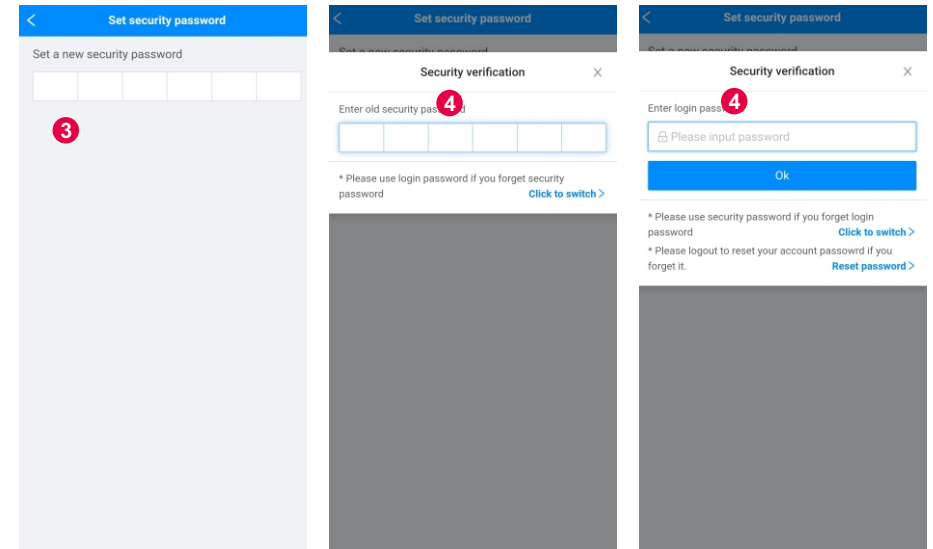 Set security password
Set a new security password
3
Set security password
Set a new security password
Security verification
4
Enter old security password
* Please use login password if you forget security
password Click to switch >
Set security password
Set a new security password
Security verification
4
Enter login
Please input password
Ok
* Please use security password if you forget login
password Click to switch >
* Please logout to reset your account passowrd if you
forget it. Reset password >